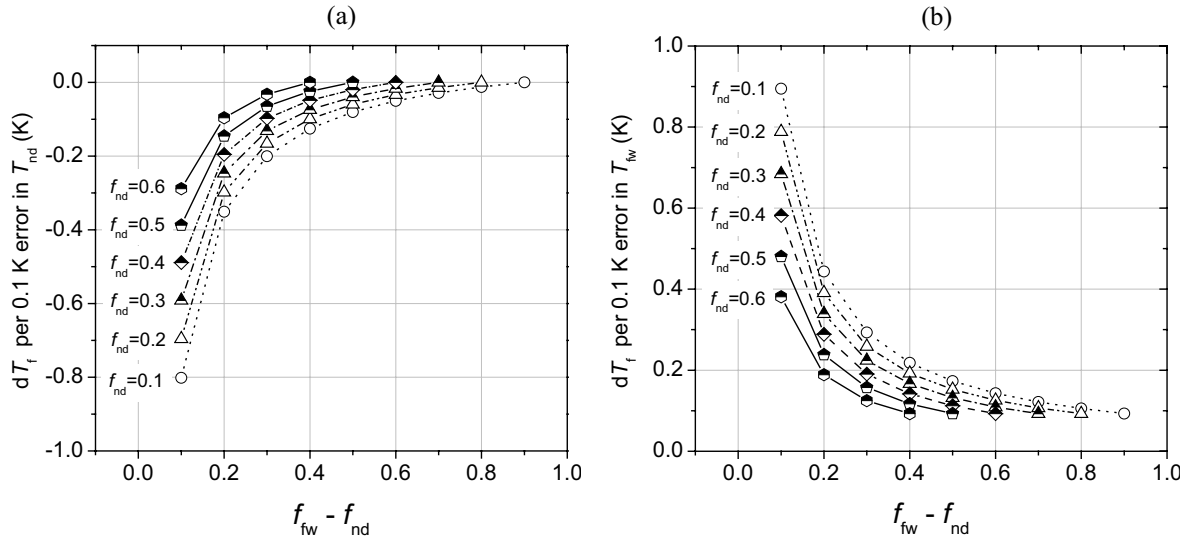 (a)
(b)
dT_f per 0.1 K error in T_nd (K)
0.0
-0.2
-0.4
-0.6
-0.8
-1.0
f_nd=0.6
f_nd=0.5
f_nd=0.4
f_nd=0.3
f_nd=0.2
f_nd=0.1
0.0 0.2 0.4 0.6 0.8 1.0
f_fw - f_nd
dT_f per 0.1 K error in T_fw (K)
1.0
0.8
0.6
0.4
0.2
0.0
f_nd=0.1
f_nd=0.2
f_nd=0.3
f_nd=0.4
f_nd=0.5
f_nd=0.6
0.0 0.2 0.4 0.6 0.8 1.0
f_fw - f_nd